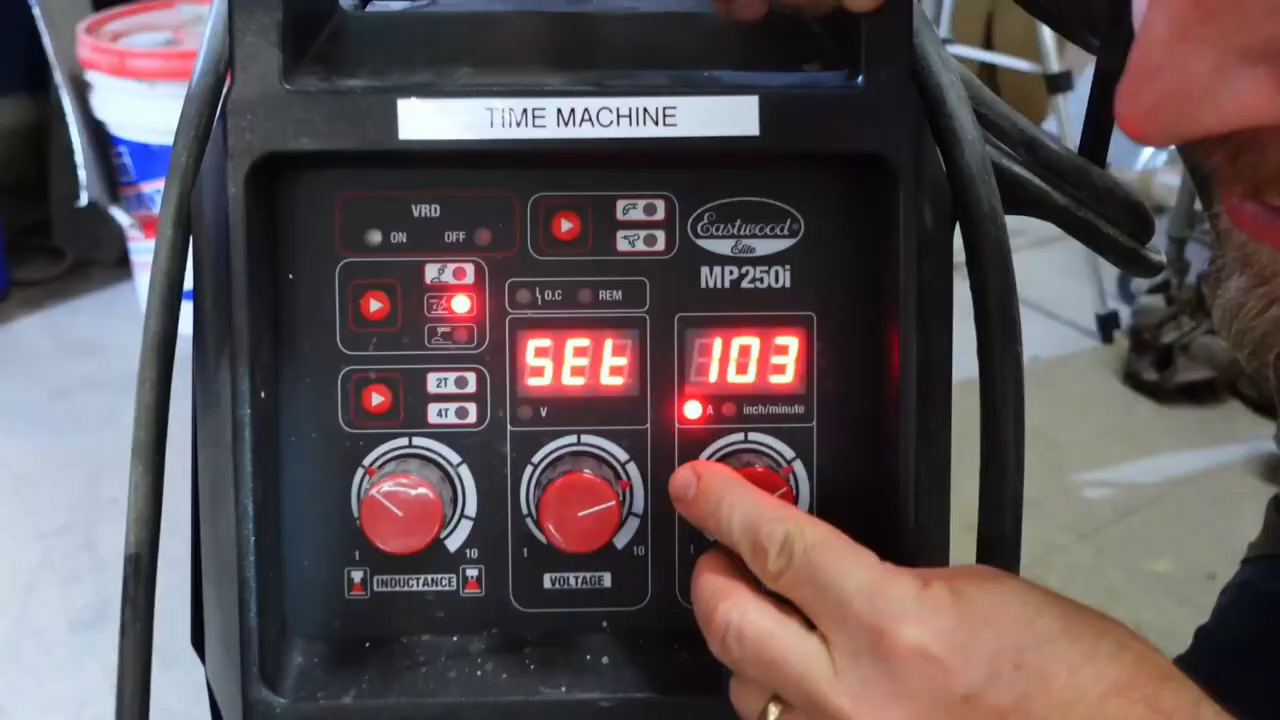 TIME MACHINE
VRD
ON OFF
Eastwood
Elite
MP250i
O.C REM
SEt
103
2T
4T
V
A inch/minute
1 10
INDUCTANCE
1 10
VOLTAGE
1